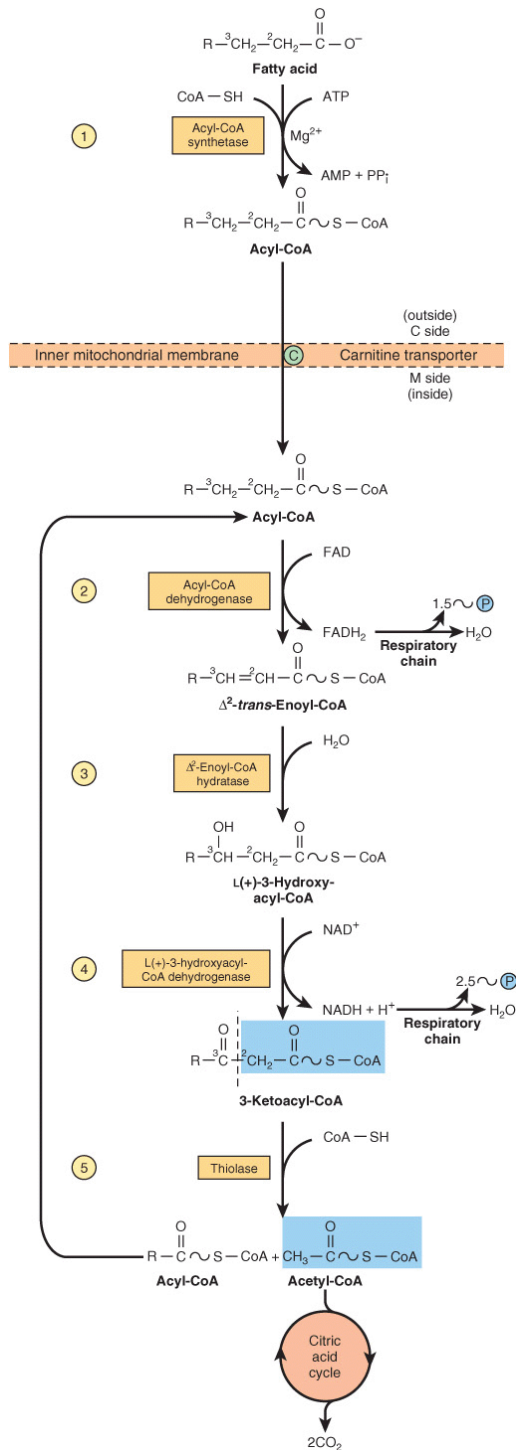 O
R—³CH₂—²CH₂—C—O⁻
Fatty acid
CoA—SH ATP
1 Acyl-CoA synthetase Mg²⁺
AMP + PPi
O
R—³CH₂—²CH₂—C~S—CoA
Acyl-CoA
(outside)
C side
Inner mitochondrial membrane C Carnitine transporter
M side
(inside)
O
R—³CH₂—²CH₂—C~S—CoA
Acyl-CoA
FAD
2 Acyl-CoA dehydrogenase 1.5~P
FADH₂ H₂O
Respiratory
chain
O
R—³CH=²CH—C~S—CoA
Δ²-trans-Enoyl-CoA
H₂O
3 Δ²-Enoyl-CoA hydratase
OH O
R—³CH—²CH₂—C~S—CoA
L(+)-3-Hydroxy-
acyl-CoA
NAD⁺
4 L(+)-3-hydroxyacyl-CoA dehydrogenase 2.5~P
NADH + H⁺ H₂O
Respiratory
chain
O O
R—³C—²CH₂—C~S—CoA
3-Ketoacyl-CoA
CoA—SH
5 Thiolase
O O
R—C~S—CoA + CH₃—C~S—CoA
Acyl-CoA Acetyl-CoA
Citric
acid
cycle
2CO₂